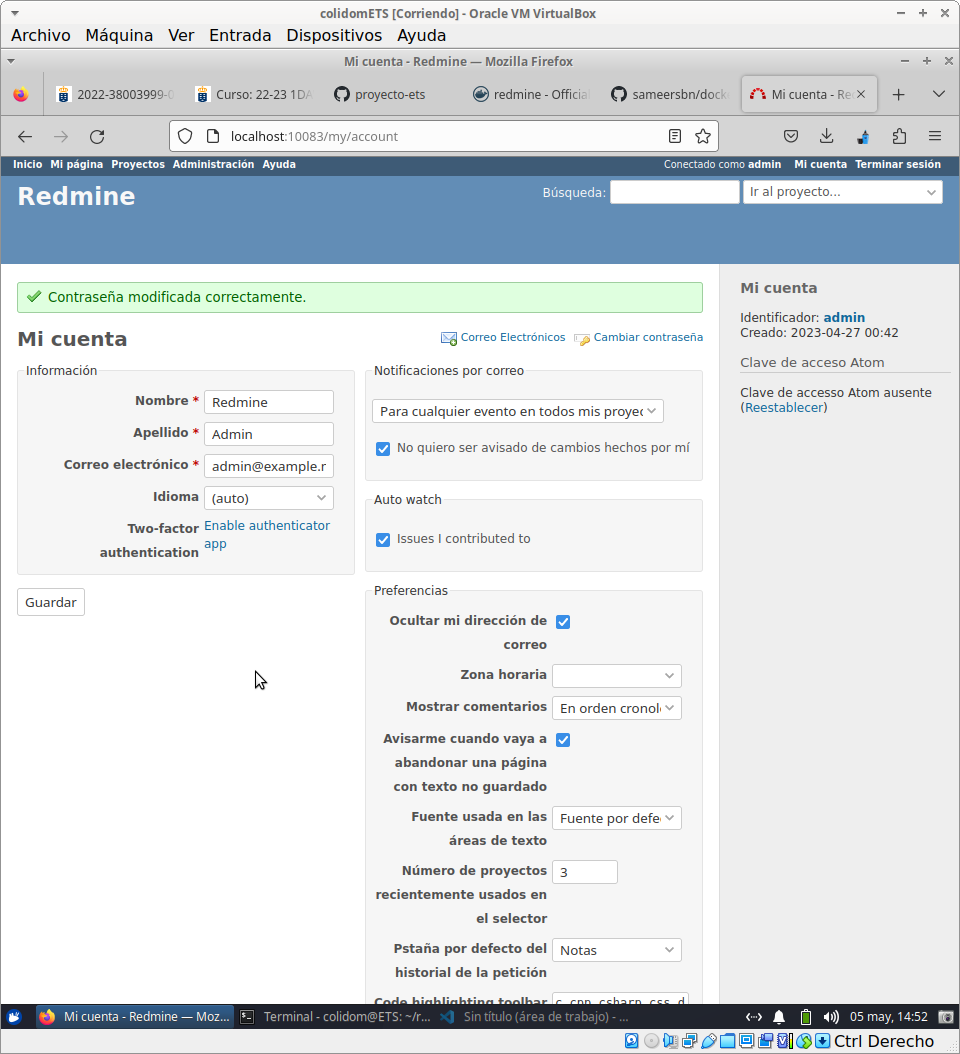 colidomETS [Corriendo] - Oracle VM VirtualBox
Archivo Máquina Ver Entrada Dispositivos Ayuda
Mi cuenta - Redmine — Mozilla Firefox
2022-38003999-0 Curso: 22-23 1DA proyecto-ets redmine - Official sameersbn/dock Mi cuenta - Re
localhost:10083/my/account
Inicio Mi página Proyectos Administración Ayuda Conectado como admin Mi cuenta Terminar sesión
Redmine Búsqueda: Ir al proyecto...
Contraseña modificada correctamente.
Mi cuenta
Correo Electrónicos Cambiar contraseña
Información
Nombre * Redmine
Apellido * Admin
Correo electrónico * admin@example.r
Idioma (auto)
Two-factor authentication Enable authenticator
app
Guardar
Notificaciones por correo
Para cualquier evento en todos mis proyec
No quiero ser avisado de cambios hechos por mí
Auto watch
Issues I contributed to
Preferencias
Ocultar mi dirección de
correo
Zona horaria
Mostrar comentarios En orden cronol
Avisarme cuando vaya a
abandonar una página
con texto no guardado
Fuente usada en las Fuente por defe
áreas de texto
Número de proyectos 3
recientemente usados en
el selector
Pstaña por defecto del Notas
historial de la petición
Code highlighting toolbar c,cpp,csharp,css,d
Mi cuenta
Identificador: admin
Creado: 2023-04-27 00:42
Clave de acceso Atom
Clave de accesso Atom ausente
(Reestablecer)
Mi cuenta - Redmine — Moz... Terminal - colidom@ETS: ~/r... Sin título (área de trabajo) - ... 05 may, 14:52
Ctrl Derecho